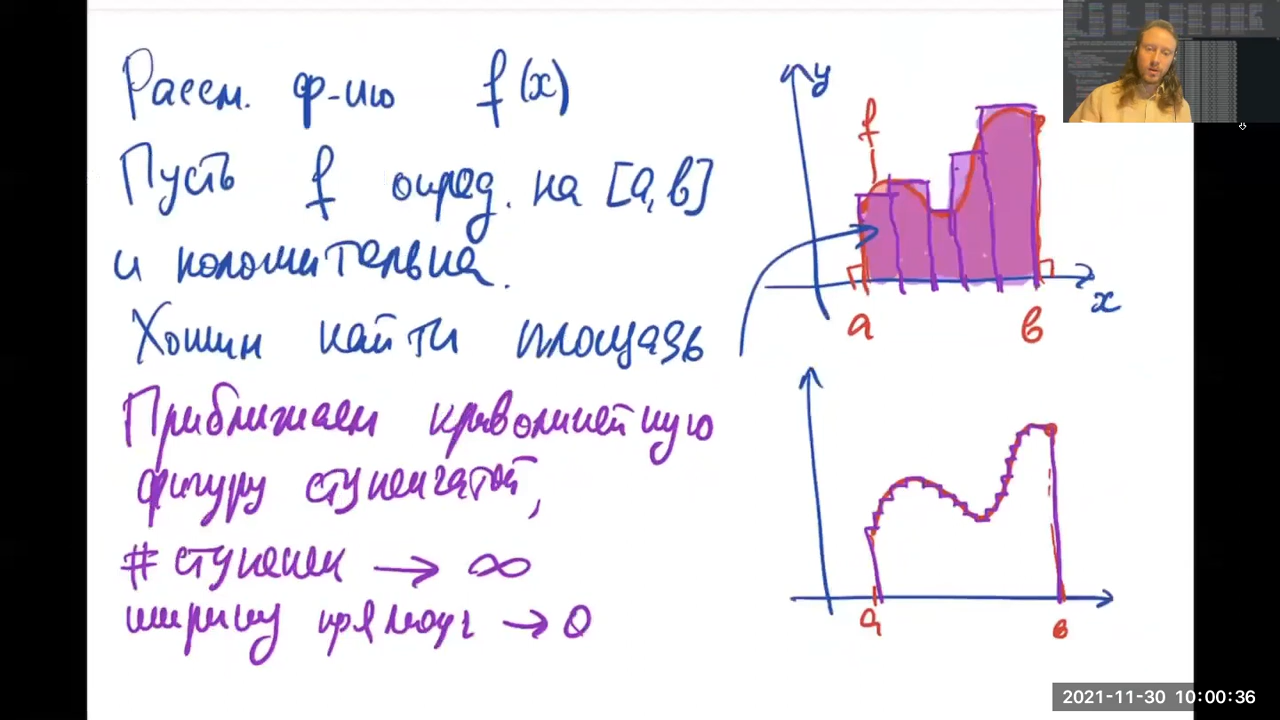 Рассм. ф-ию f(x)
Пусть f опред. на [a,b]
и положительна.
Хотим найти площадь
Приближаем криволинейную
фигуру ступенчатой,
# ступенек → ∞
ширину прямоуг → 0
y
f
a
b
x
a
b
2021-11-30 10:00:36